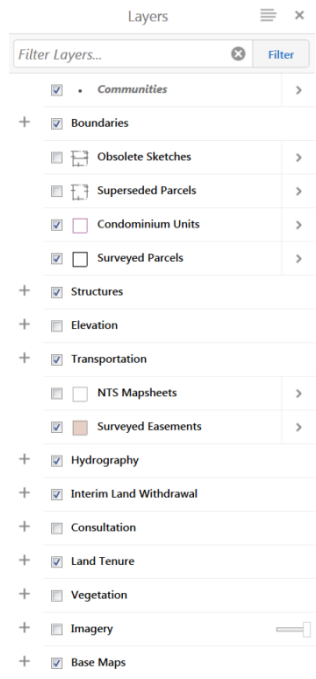 Layers
Filter Layers...
Filter
Communities
Boundaries
Obsolete Sketches
Superseded Parcels
Condominium Units
Surveyed Parcels
Structures
Elevation
Transportation
NTS Mapsheets
Surveyed Easements
Hydrography
Interim Land Withdrawal
Consultation
Land Tenure
Vegetation
Imagery
Base Maps